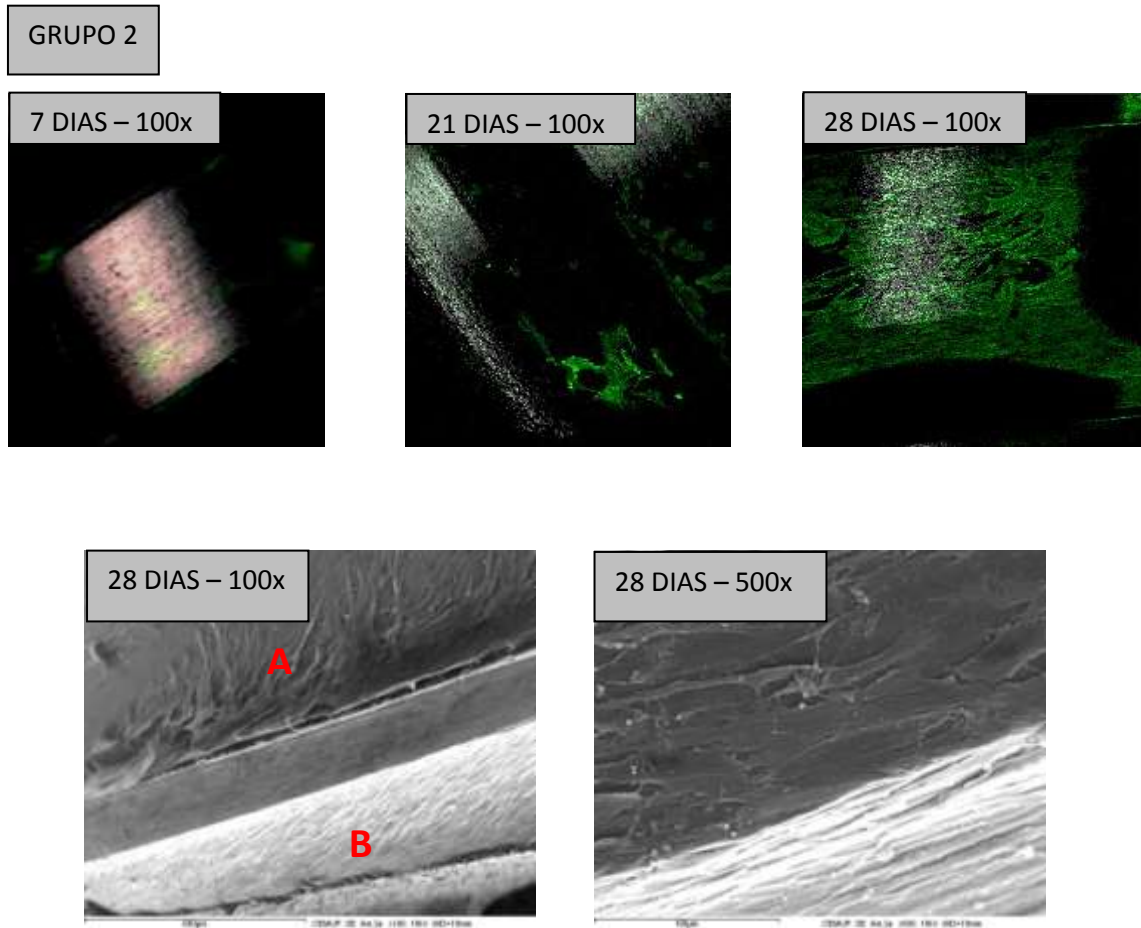 GRUPO 2
7 DIAS – 100x
21 DIAS – 100x
28 DIAS – 100x
28 DIAS – 100x
28 DIAS – 500x
A
B